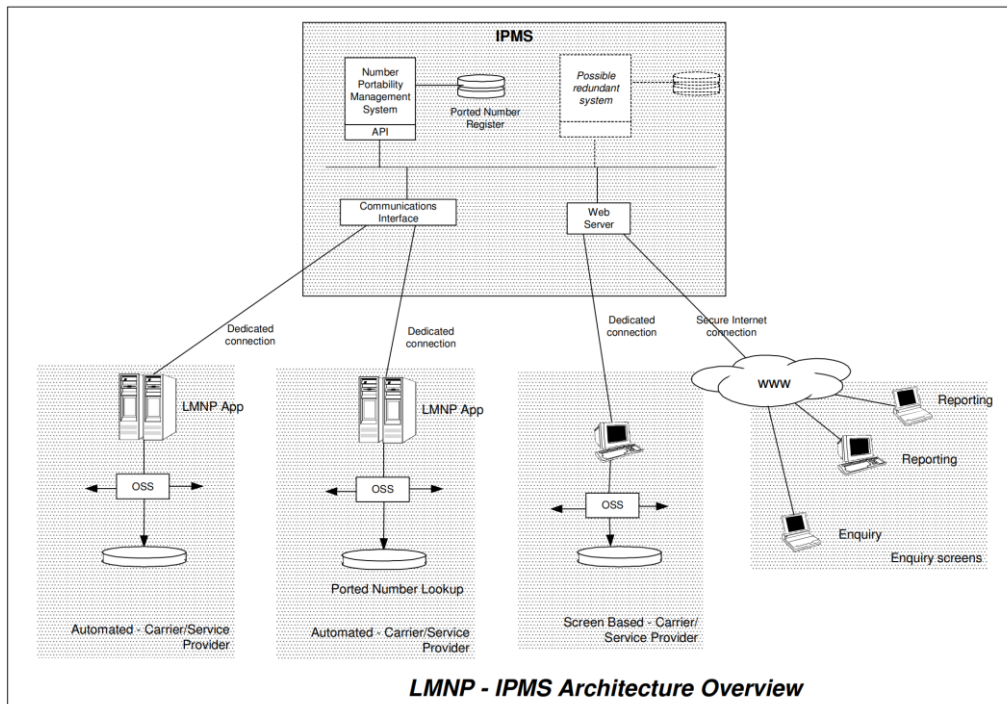 IPMS
Number
Portability
Management
System
API
Ported Number
Register
Possible
redundant
system
Communications
Interface
Web
Server
Dedicated
connection
Dedicated
connection
Dedicated
connection
Secure Internet
connection
LMNP App
OSS
Automated - Carrier/Service
Provider
LMNP App
OSS
Ported Number Lookup
Automated - Carrier/Service
Provider
OSS
Screen Based - Carrier/
Service Provider
www
Reporting
Reporting
Enquiry
Enquiry screens
LMNP - IPMS Architecture Overview